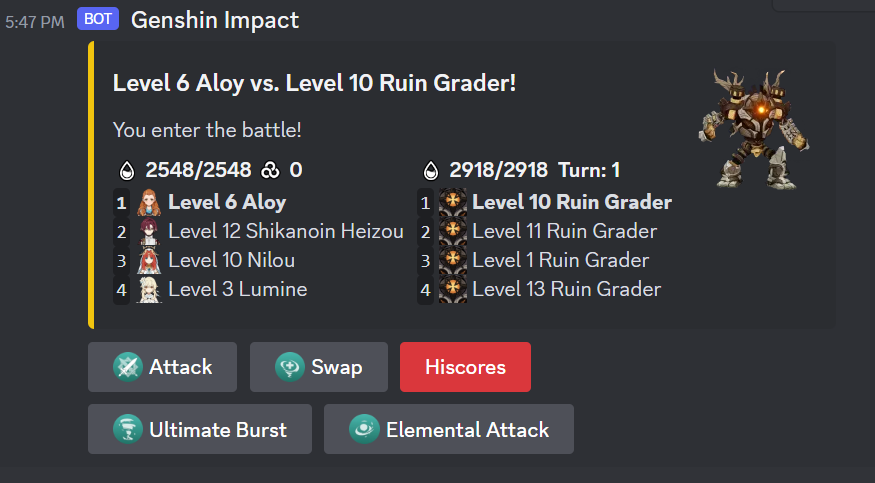 5:47 PM BOT Genshin Impact
Level 6 Aloy vs. Level 10 Ruin Grader!
You enter the battle!
2548/2548 0 2918/2918 Turn: 1
1 Level 6 Aloy 1 Level 10 Ruin Grader
2 Level 12 Shikanoin Heizou 2 Level 11 Ruin Grader
3 Level 10 Nilou 3 Level 1 Ruin Grader
4 Level 3 Lumine 4 Level 13 Ruin Grader
Attack Swap Hiscores
Ultimate Burst Elemental Attack